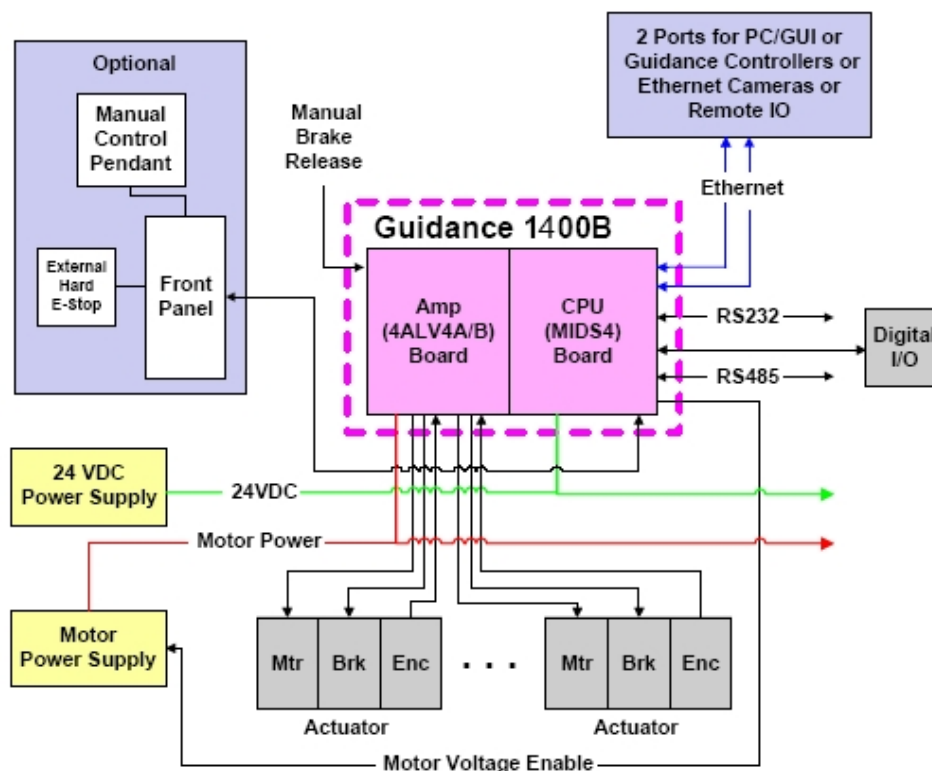 Optional
Manual
Control
Pendant
External
Hard
E-Stop
Front
Panel
Manual
Brake
Release
2 Ports for PC/GUI or
Guidance Controllers or
Ethernet Cameras or
Remote IO
Ethernet
Guidance 1400B
Amp
(4ALV4A/B)
Board
CPU
(MIDS4)
Board
RS232
RS485
Digital
I/O
24 VDC
Power Supply
24VDC
Motor Power
Motor
Power Supply
Mtr Brk Enc . . . Mtr Brk Enc
Actuator Actuator
Motor Voltage Enable